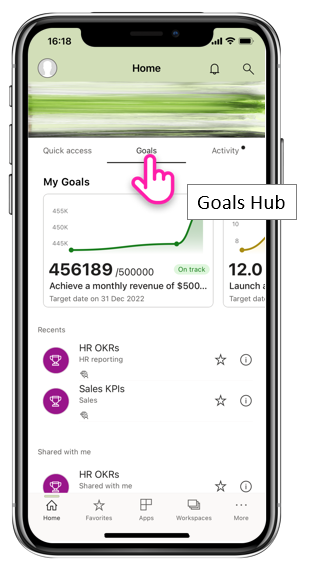 16:18
Home
Quick access
Goals
Activity
Goals Hub
My Goals
455K
450K
445K
10
8
456189 /500000
On track
12.0
Achieve a monthly revenue of $500...
Launch a
Target date on 31 Dec 2022
Target date
Recents
HR OKRs
HR reporting
Sales KPIs
Sales
Shared with me
HR OKRs
Shared with me
Home
Favorites
Apps
Workspaces
More